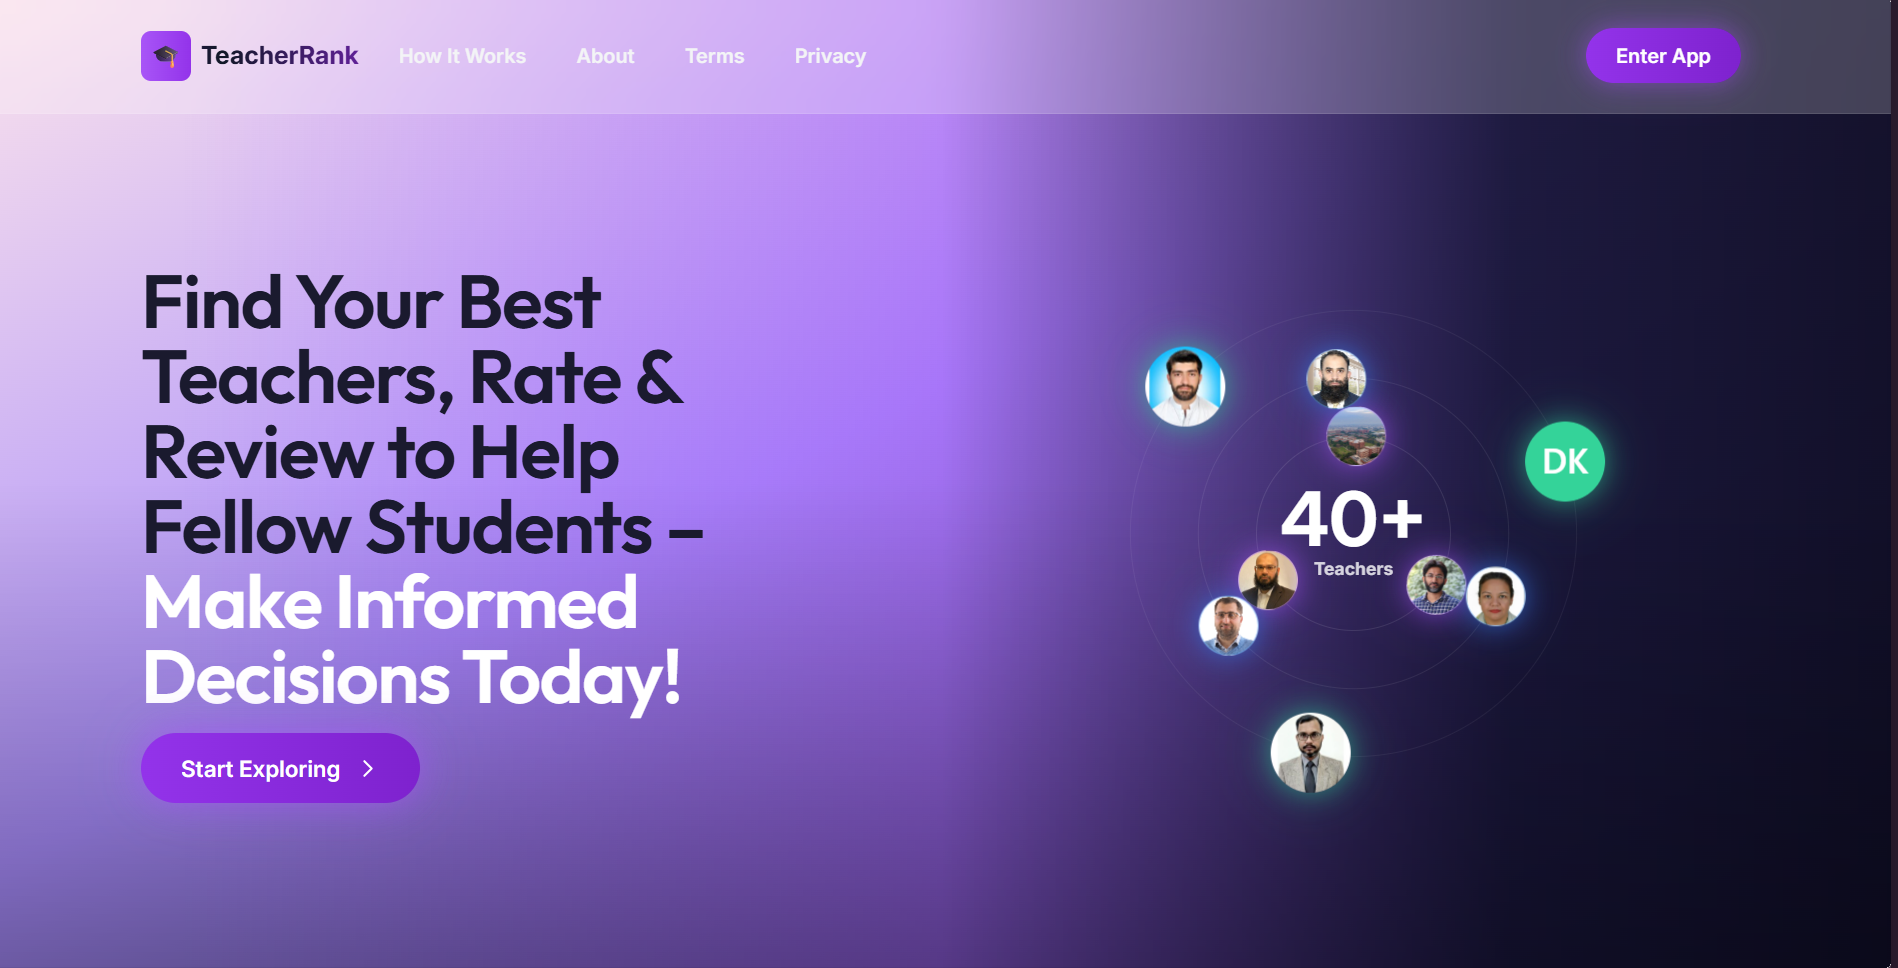 TeacherRank
How It Works
About
Terms
Privacy
Enter App
Find Your Best
Teachers, Rate &
Review to Help
Fellow Students –
Make Informed
Decisions Today!
Start Exploring
DK
40+
Teachers